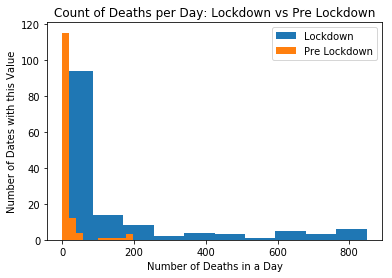 Count of Deaths per Day: Lockdown vs Pre Lockdown
120
100
80
60
40
20
0
Number of Dates with this Value
Lockdown
Pre Lockdown
0
200
400
600
800
Number of Deaths in a Day